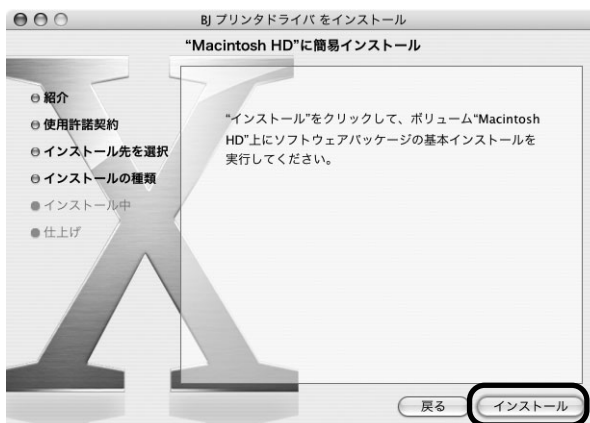 BJ プリンタドライバ をインストール
“Macintosh HD”に簡易インストール
紹介
使用許諾契約
インストール先を選択
インストールの種類
インストール中
仕上げ
“インストール”をクリックして、ボリューム“Macintosh
HD”上にソフトウェアパッケージの基本インストールを
実行してください。
戻る
インストール